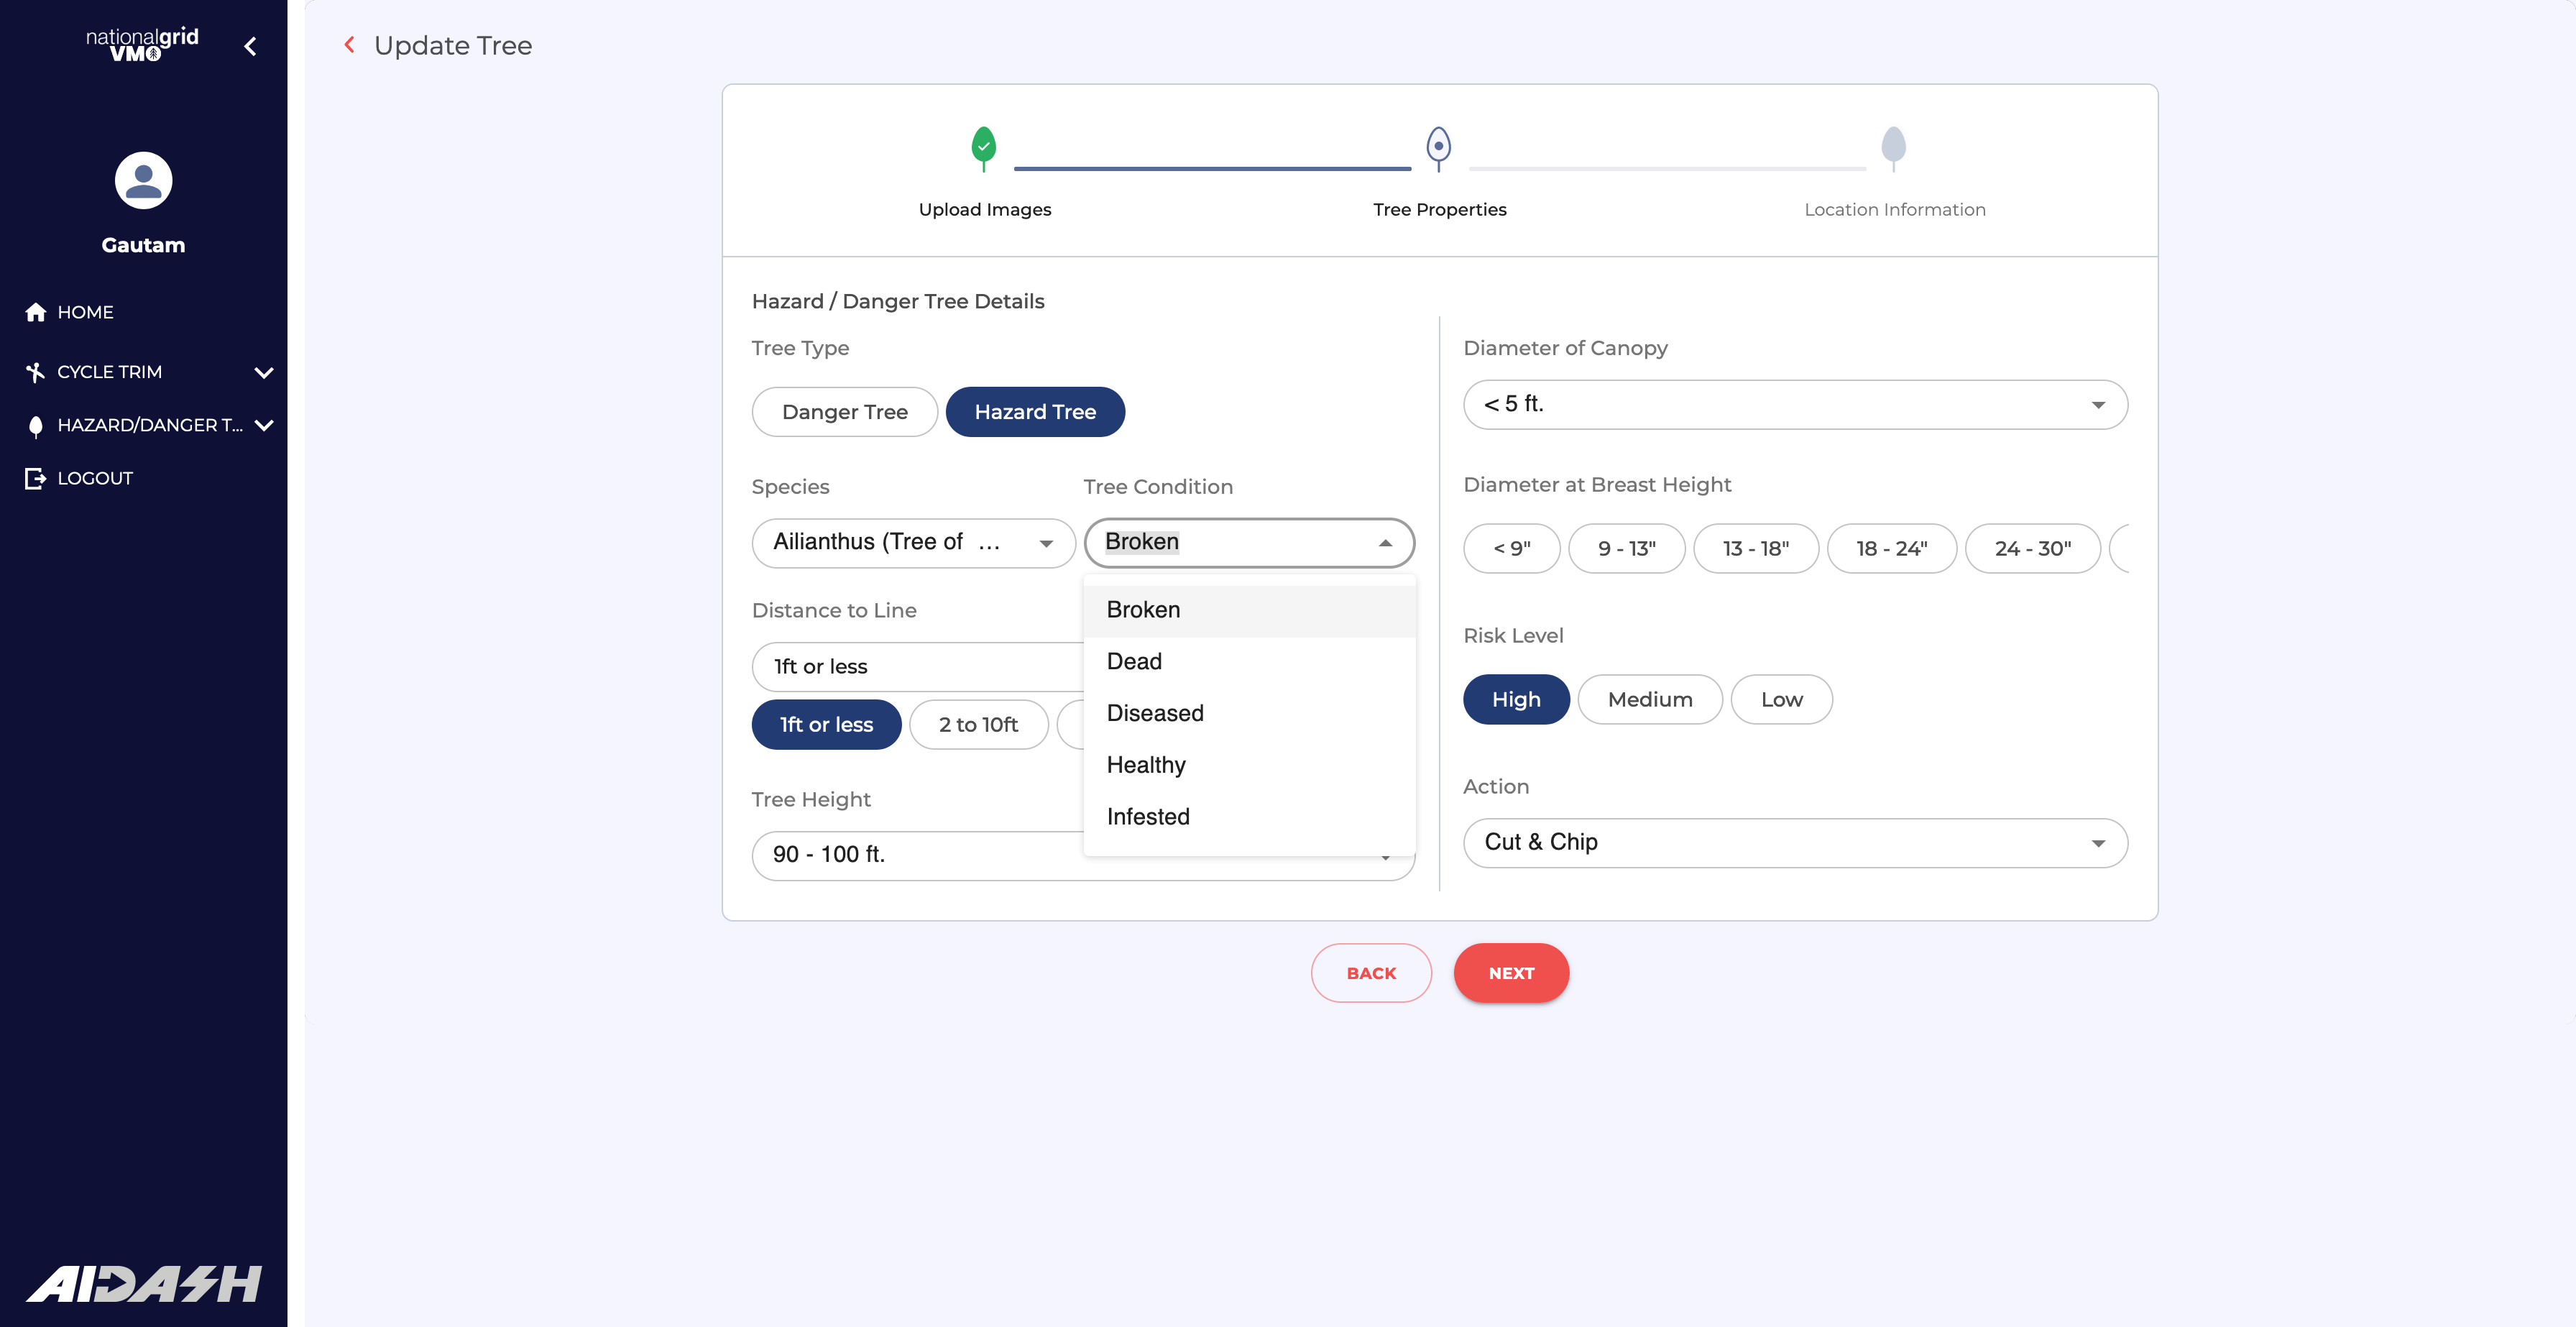 nationalgrid
VMO
Gautam
HOME
CYCLE TRIM
HAZARD/DANGER T...
LOGOUT
AIDASH
Update Tree
Upload Images
Tree Properties
Location Information
Hazard / Danger Tree Details
Tree Type
Danger Tree
Hazard Tree
Species
Tree Condition
Ailianthus (Tree of ...
Broken
Broken
Dead
Diseased
Healthy
Infested
Distance to Line
1ft or less
1ft or less
2 to 10ft
Tree Height
90 - 100 ft.
Diameter of Canopy
< 5 ft.
Diameter at Breast Height
< 9"
9 - 13"
13 - 18"
18 - 24"
24 - 30"
Risk Level
High
Medium
Low
Action
Cut & Chip
BACK
NEXT